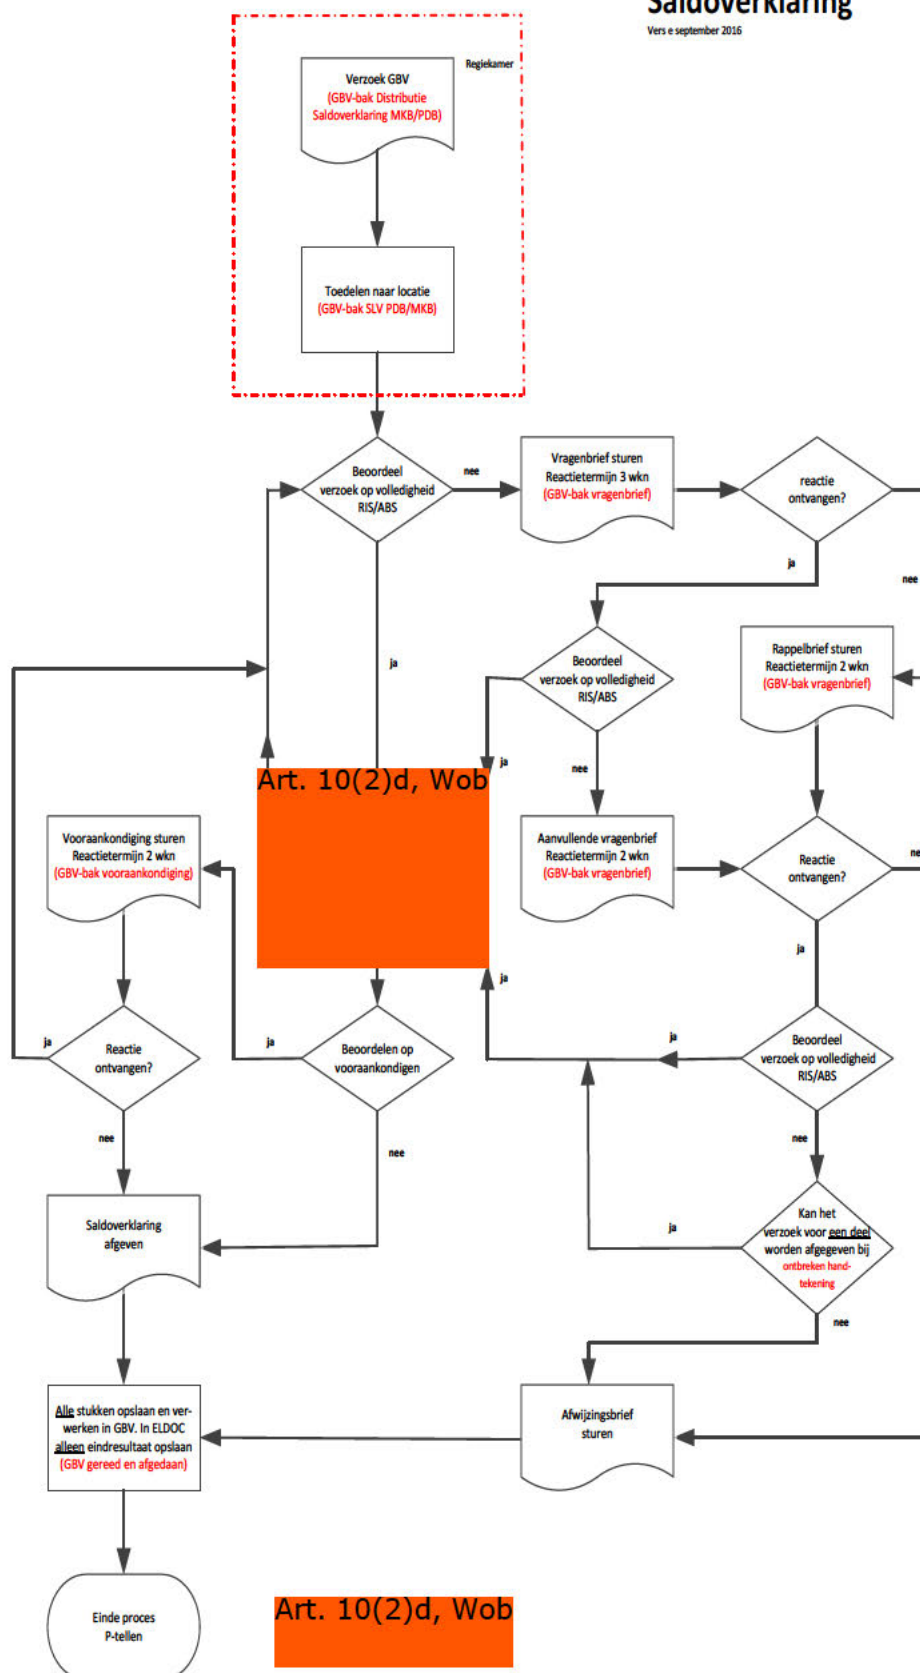 Saldoverklaring
Vers e september 2016
Regiekamer
Verzoek GBV
(GBV-bak Distributie
Saldoverklaring MKB/PDB)
Toedelen naar locatie
(GBV-bak SLV PDB/MKB)
Beoordeel
verzoek op volledigheid
RIS/ABS
nee
Vragenbrief sturen
Reactietermijn 3 wkn
(GBV-bak vragenbrief)
reactie
ontvangen?
ja
nee
ja
Beoordeel
verzoek op volledigheid
RIS/ABS
Rappelbrief sturen
Reactietermijn 2 wkn
(GBV-bak vragenbrief)
ja
nee
Art. 10(2)d, Wob
Vooraankondiging sturen
Reactietermijn 2 wkn
(GBV-bak vooraankondiging)
Aanvullende vragenbrief
Reactietermijn 2 wkn
(GBV-bak vragenbrief)
Reactie
ontvangen?
ne
ja
ja
ja
Reactie
ontvangen?
ja
Beoordelen op
vooraankondigen
ja
Beoordeel
verzoek op volledigheid
RIS/ABS
nee
nee
nee
Saldoverklaring
afgeven
ja
Kan het
verzoek voor een deel
worden afgegeven bij
ontbreken hand-
tekening
nee
Alle stukken opslaan en ver-
werken in GBV. In ELDOC
alleen eindresultaat opslaan
(GBV gereed en afgedaan)
Afwijzingsbrief
sturen
Einde proces
P-tellen
Art. 10(2)d, Wob